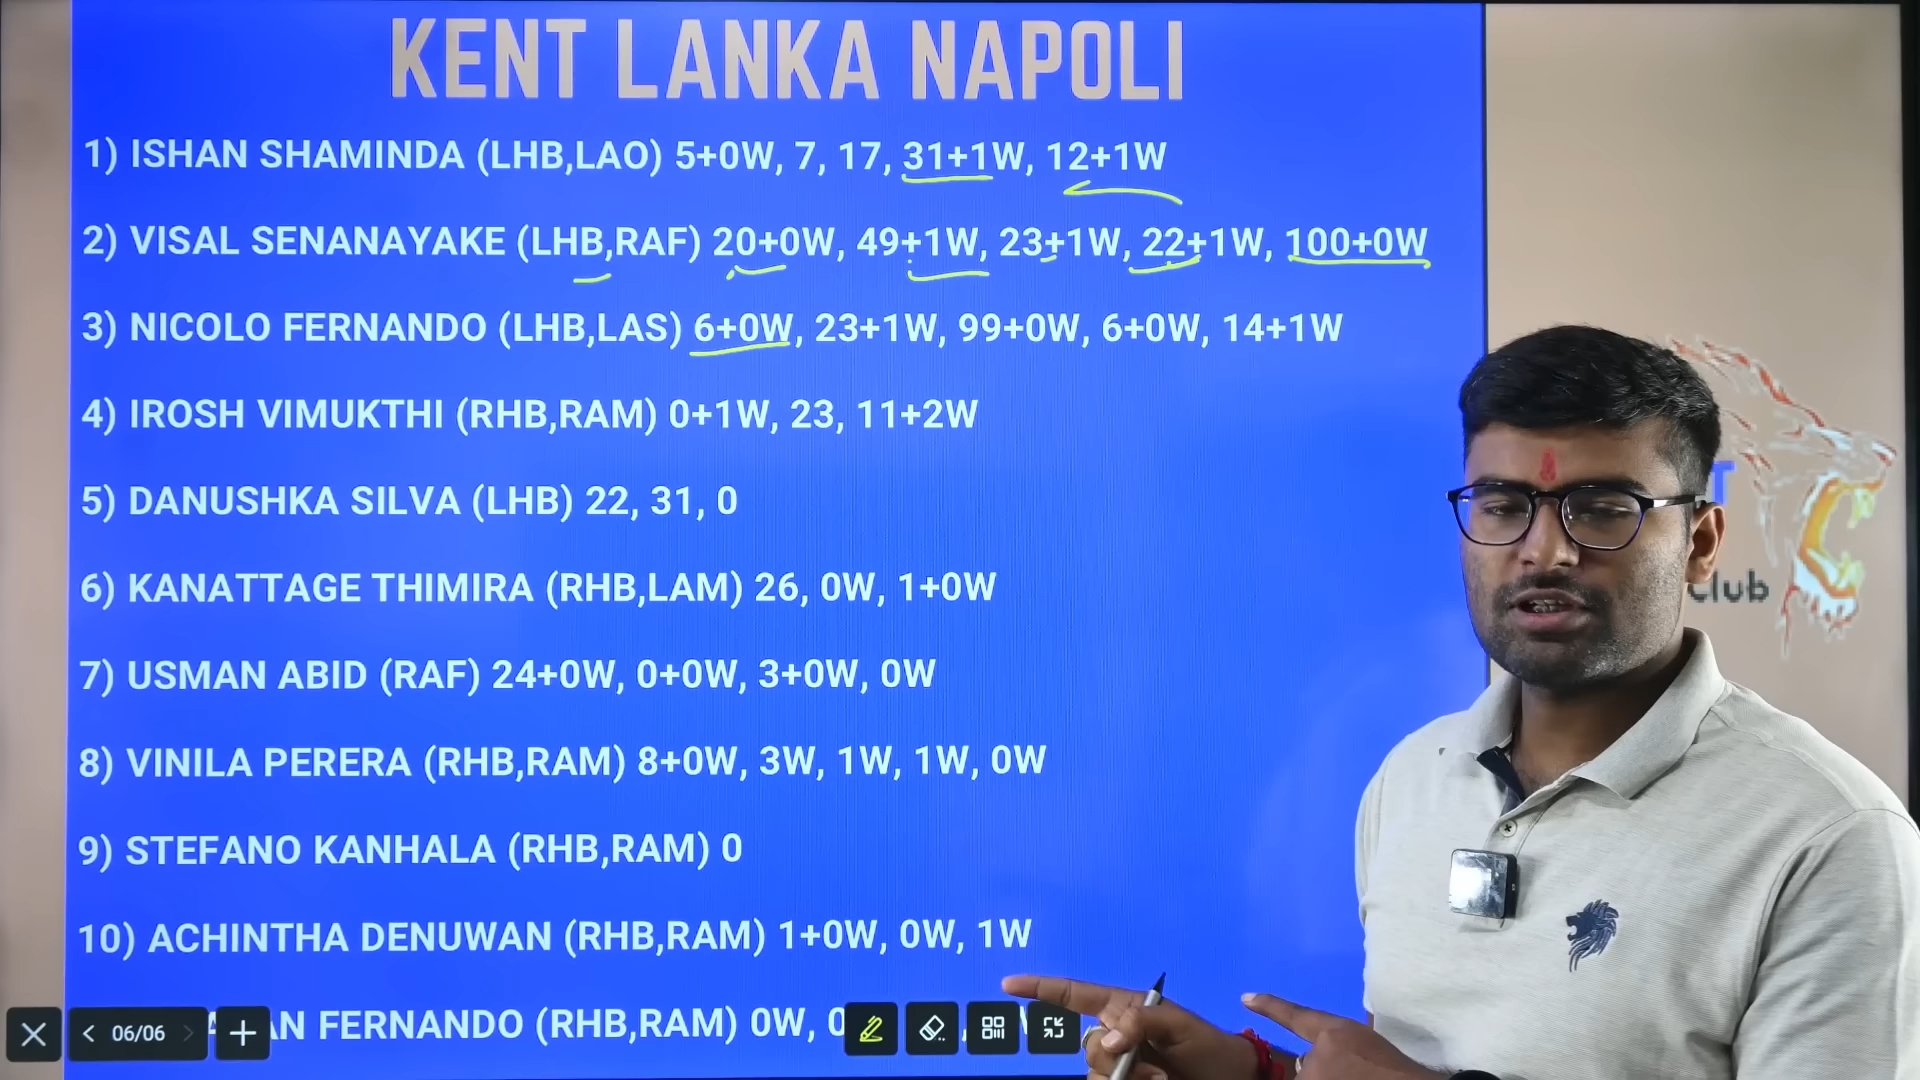 KENT LANKA NAPOLI
1) ISHAN SHAMINDA (LHB,LAO) 5+0W, 7, 17, 31+1W, 12+1W
2) VISAL SENANAYAKE (LHB,RAF) 20+0W, 49+1W, 23+1W, 22+1W, 100+0W
3) NICOLO FERNANDO (LHB,LAS) 6+0W, 23+1W, 99+0W, 6+0W, 14+1W
4) IROSH VIMUKTHI (RHB,RAM) 0+1W, 23, 11+2W
5) DANUSHKA SILVA (LHB) 22, 31, 0
6) KANATTAGE THIMIRA (RHB,LAM) 26, 0W, 1+0W
7) USMAN ABID (RAF) 24+0W, 0+0W, 3+0W, 0W
8) VINILA PERERA (RHB,RAM) 8+0W, 3W, 1W, 1W, 0W
9) STEFANO KANHALA (RHB,RAM) 0
10) ACHINTHA DENUWAN (RHB,RAM) 1+0W, 0W, 1W
FERNANDO (RHB,RAM) 0W,
06/06
Club